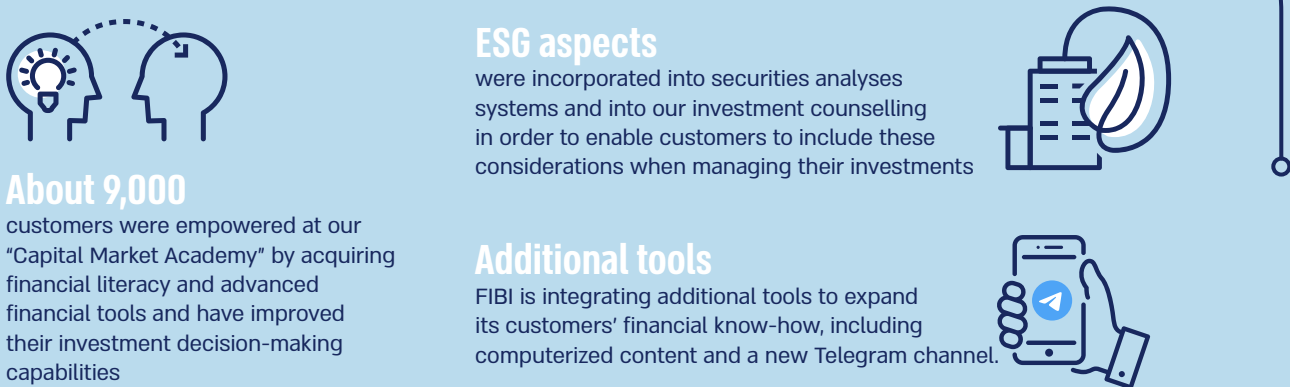 About 9,000
customers were empowered at our
“Capital Market Academy” by acquiring
financial literacy and advanced
financial tools and have improved
their investment decision-making
capabilities
ESG aspects
were incorporated into securities analyses
systems and into our investment counselling
in order to enable customers to include these
considerations when managing their investments
Additional tools
FIBI is integrating additional tools to expand
its customers’ financial know-how, including
computerized content and a new Telegram channel.